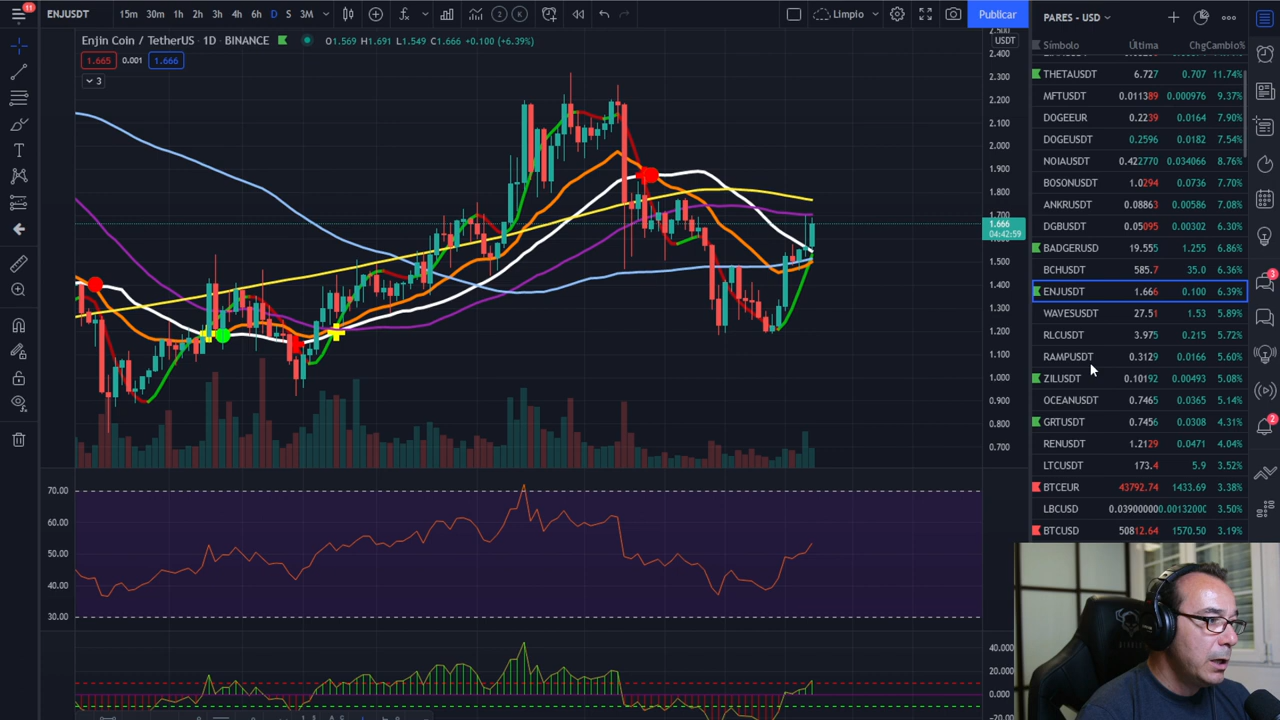 11
ENJUSDT
15m 30m 1h 2h 3h 4h 6h D S 3M
2 K
Limpio
Publicar
Enjin Coin / TetherUS · 1D · BINANCE
O1.569 H1.691 L1.549 C1.666 +0.100 (+6.39%)
1.665 0.001 1.666
3
USDT
2.400
2.300
2.200
2.100
2.000
1.900
1.800
1.700
1.666
04:42:59
1.500
1.400
1.300
1.200
1.100
1.000
0.900
0.800
0.700
70.00
60.00
50.00
40.00
30.00
40.000
20.000
0.000
PARES - USD
Símbolo Última Chg Cambio%
THETAUSDT 6.727 0.707 11.74%
MFTUSDT 0.011389 0.000976 9.37%
DOGEEUR 0.2239 0.0164 7.90%
DOGEUSDT 0.2596 0.0182 7.54%
NOIAUSDT 0.422770 0.034066 8.76%
BOSONUSDT 1.0294 0.0736 7.70%
ANKRUSDT 0.08863 0.00586 7.08%
DGBUSDT 0.05095 0.00302 6.30%
BADGERUSD 19.555 1.255 6.86%
BCHUSDT 585.7 35.0 6.36%
ENJUSDT 1.666 0.100 6.39%
WAVESUSDT 27.51 1.53 5.89%
RLCUSDT 3.975 0.215 5.72%
RAMPUSDT 0.3129 0.0166 5.60%
ZILUSDT 0.10192 0.00493 5.08%
OCEANUSDT 0.7465 0.0365 5.14%
GRTUSDT 0.7456 0.0308 4.31%
RENUSDT 1.2129 0.0471 4.04%
LTCUSDT 173.4 5.9 3.52%
BTCEUR 43792.74 1433.69 3.38%
LBCUSD 0.03900000 0.0013200 3.50%
BTCUSD 50812.64 1570.50 3.19%
3
2